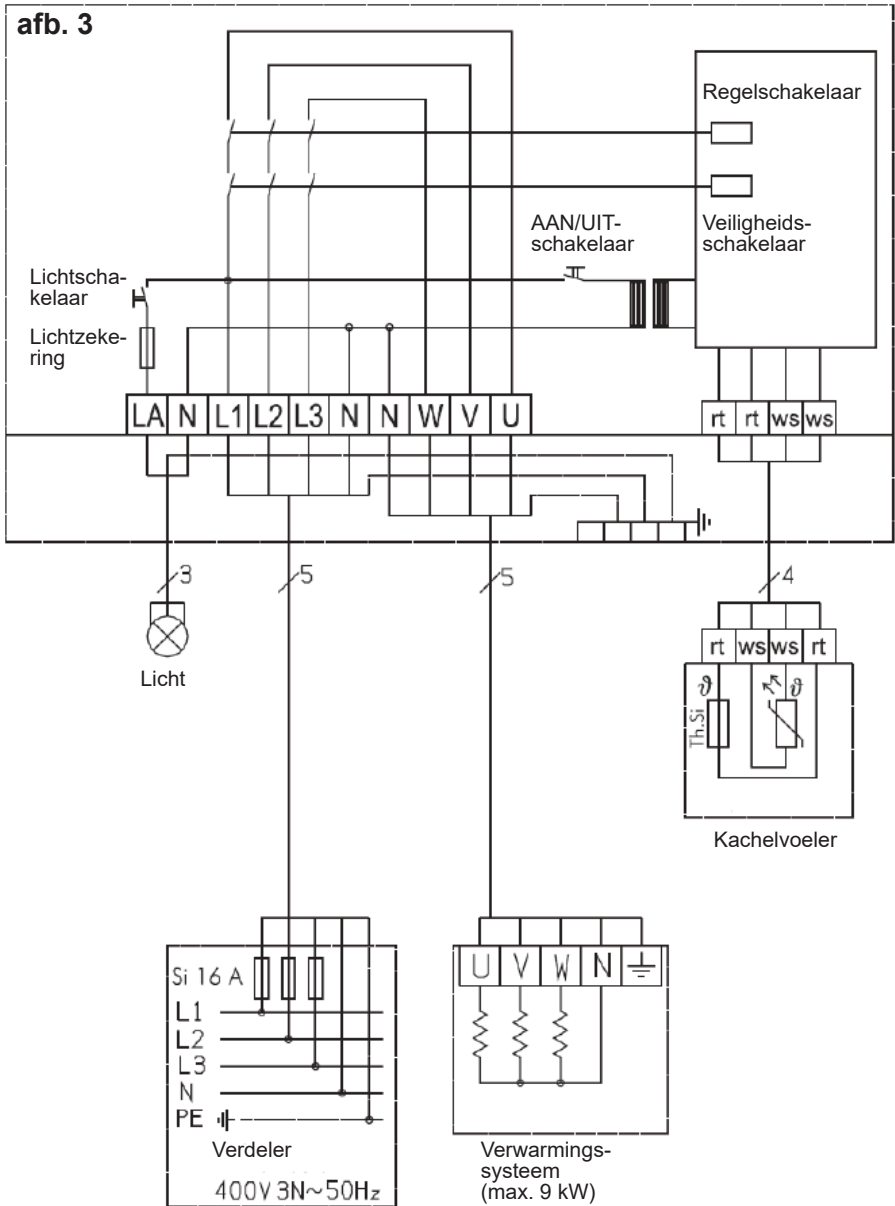 afb. 3
Regelschakelaar
AAN/UIT-
schakelaar
Veiligheids-
schakelaar
Lichtscha-
kelaar
Lichtzeke-
ring
LA N L1 L2 L3 N N W V U
rt rt ws ws
3
5
5
4
Licht
rt ws ws rt
ϑ ϑ
Th.Si
Kachelvoeler
Si 16 A
L1
L2
L3
N
PE
Verdeler
400V 3N~50Hz
U V W N
Verwarmings-
systeem
(max. 9 kW)